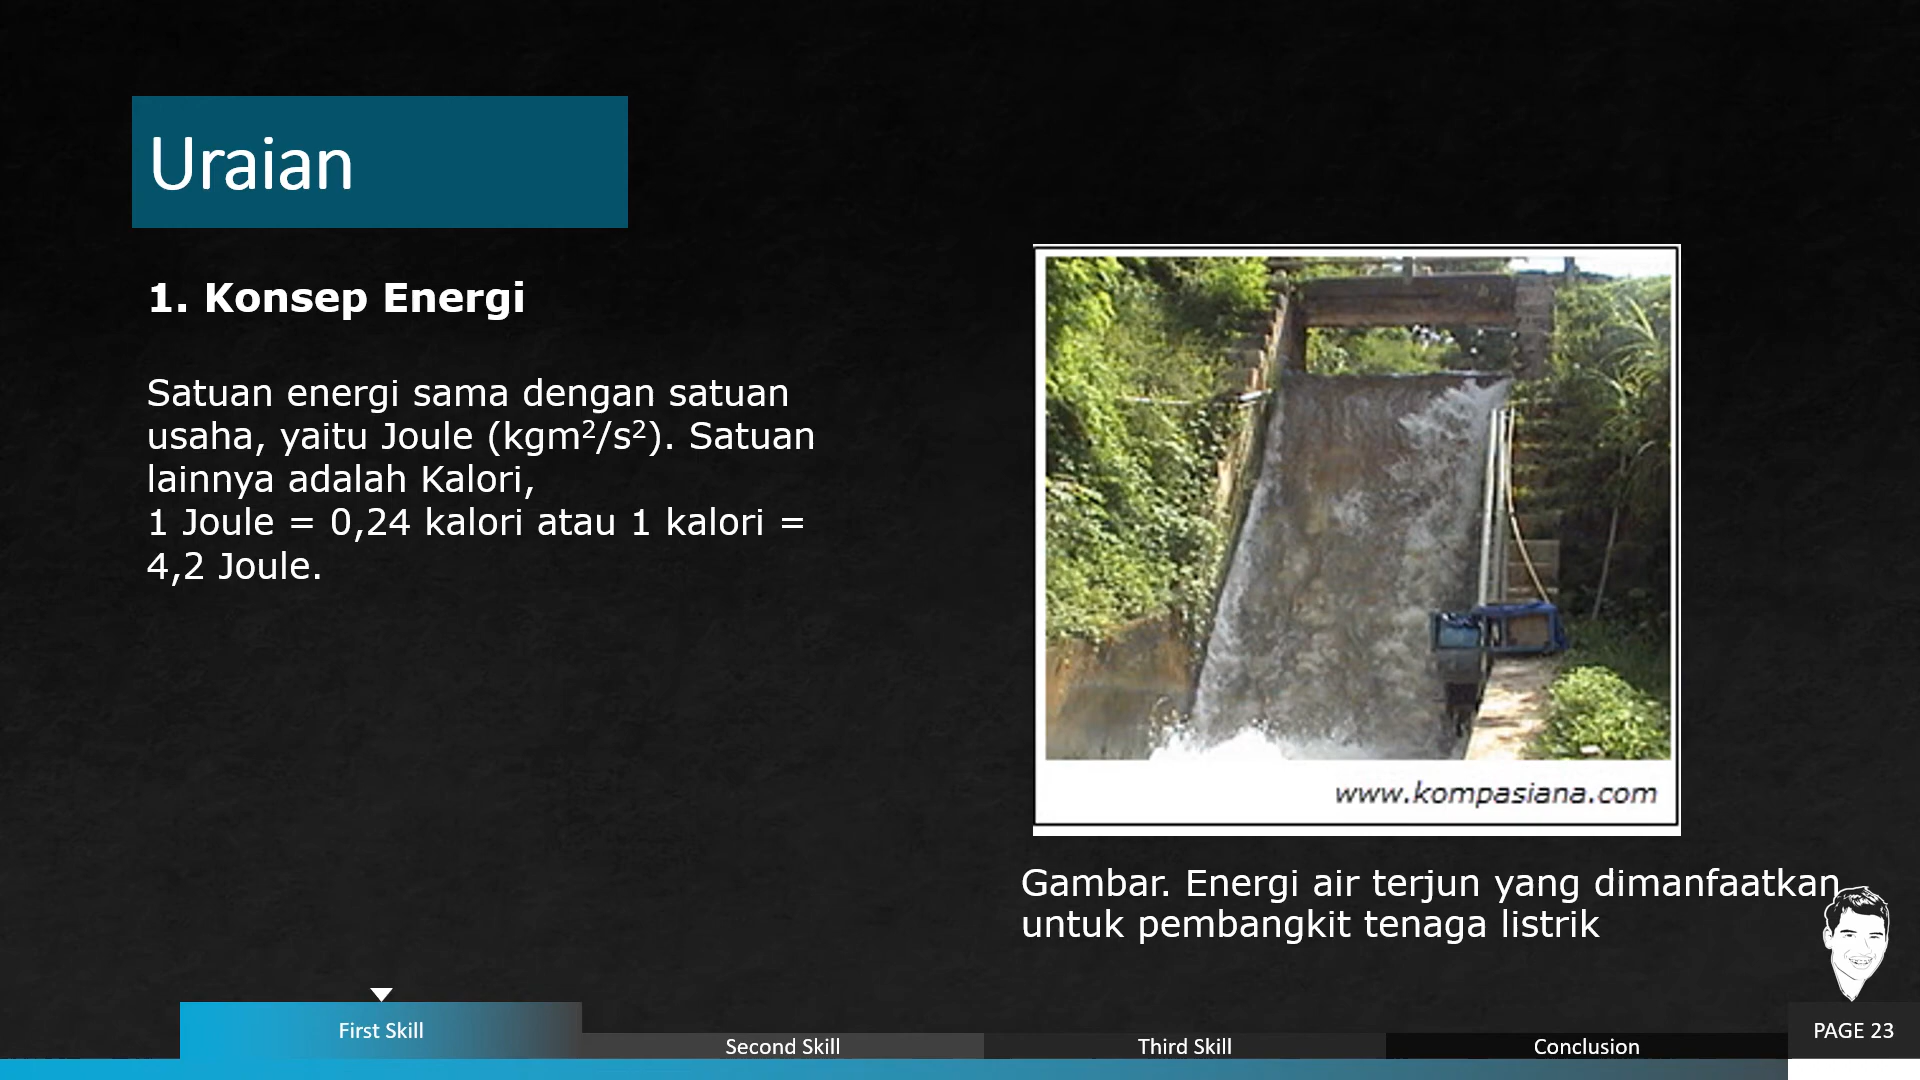 Uraian
1. Konsep Energi
Satuan energi sama dengan satuan
usaha, yaitu Joule (kgm²/s²). Satuan
lainnya adalah Kalori,
1 Joule = 0,24 kalori atau 1 kalori =
4,2 Joule.
www.kompasiana.com
Gambar. Energi air terjun yang dimanfaatkan
untuk pembangkit tenaga listrik
First Skill
Second Skill
Third Skill
Conclusion
PAGE 23